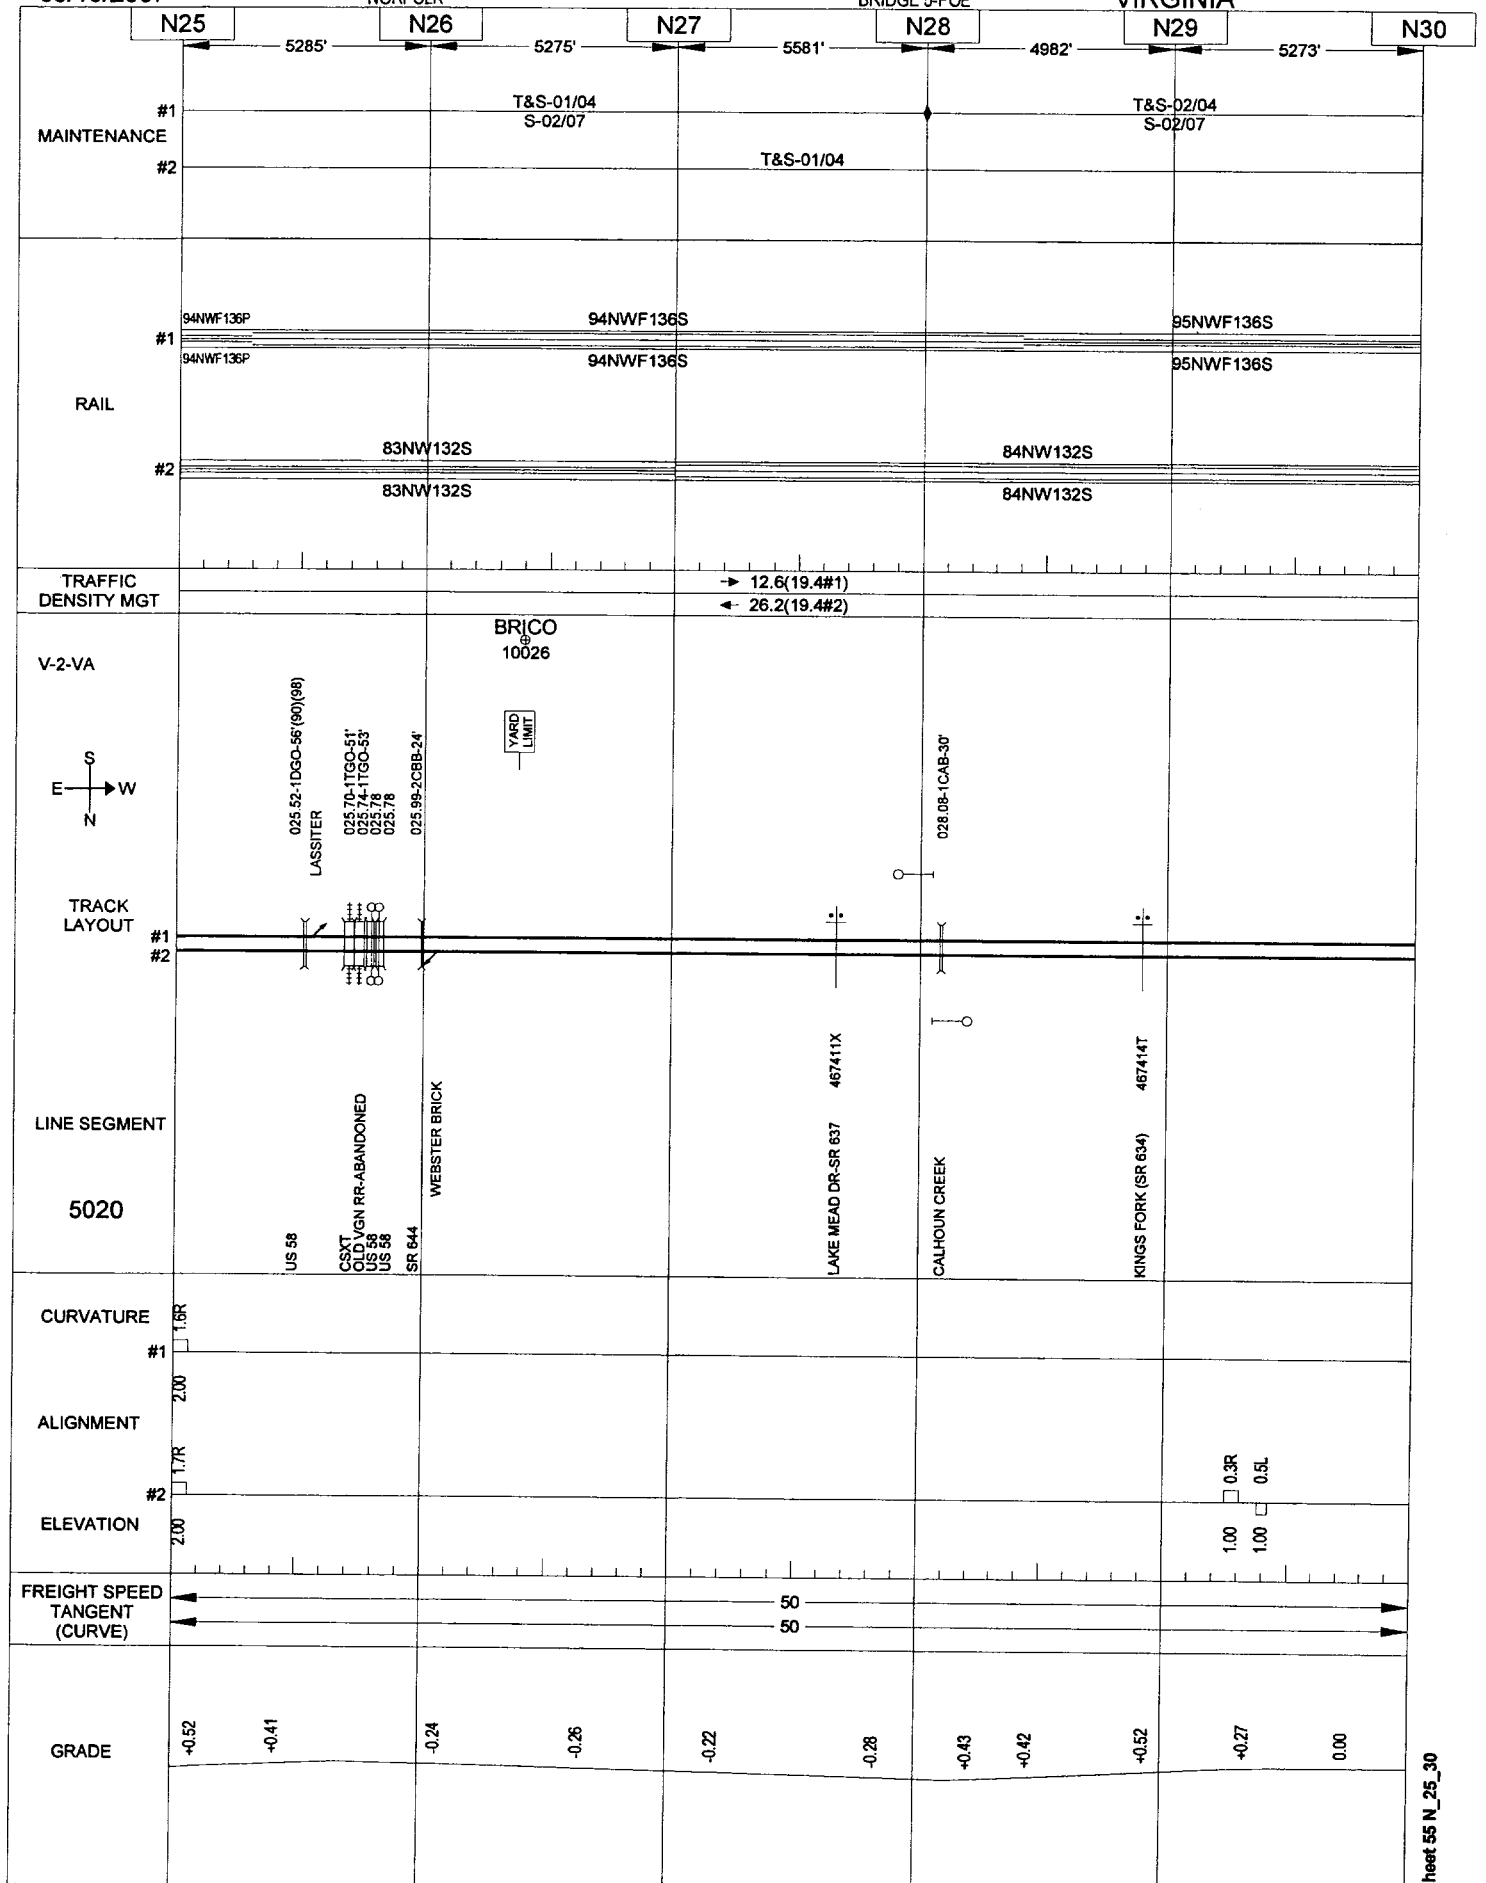 VIRGINIA
N25 N26 N27 N28 N29 N30
5285' 5275' 5581' 4982' 5273'
MAINTENANCE
#1
T&S-01/04
S-02/07
T&S-02/04
S-02/07
#2
T&S-01/04
RAIL
94NWF136P 94NWF136S 95NWF136S
#1
94NWF136P 94NWF136S 95NWF136S
83NW132S 84NW132S
#2
83NW132S 84NW132S
TRAFFIC
DENSITY MGT
12.6(19.4#1)
26.2(19.4#2)
V-2-VA
BRICO
10026
YARD
LIMIT
S
E W
N
025.52-1DGO-56'(90)(98)
LASSITER
025.70-1TGO-51'
025.74-1TGO-53'
025.78
025.78
025.99-2CBB-24'
028.08-1CAB-30'
TRACK
LAYOUT
#1
#2
LINE SEGMENT
5020
US 58
CSXT
OLD VGN RR-ABANDONED
US 58
US 58
SR 644
WEBSTER BRICK
LAKE MEAD DR-SR 637 467411X
CALHOUN CREEK
KINGS FORK (SR 634) 467414T
CURVATURE
#1
1.6R
2.00
ALIGNMENT
#2
1.7R
2.00
0.3R
0.5L
1.00
1.00
ELEVATION
FREIGHT SPEED
TANGENT
(CURVE)
50
50
GRADE
+0.52 +0.41 -0.24 -0.26 -0.22 -0.28 +0.43 +0.42 +0.52 +0.27 0.00
heet 55 N_25_30